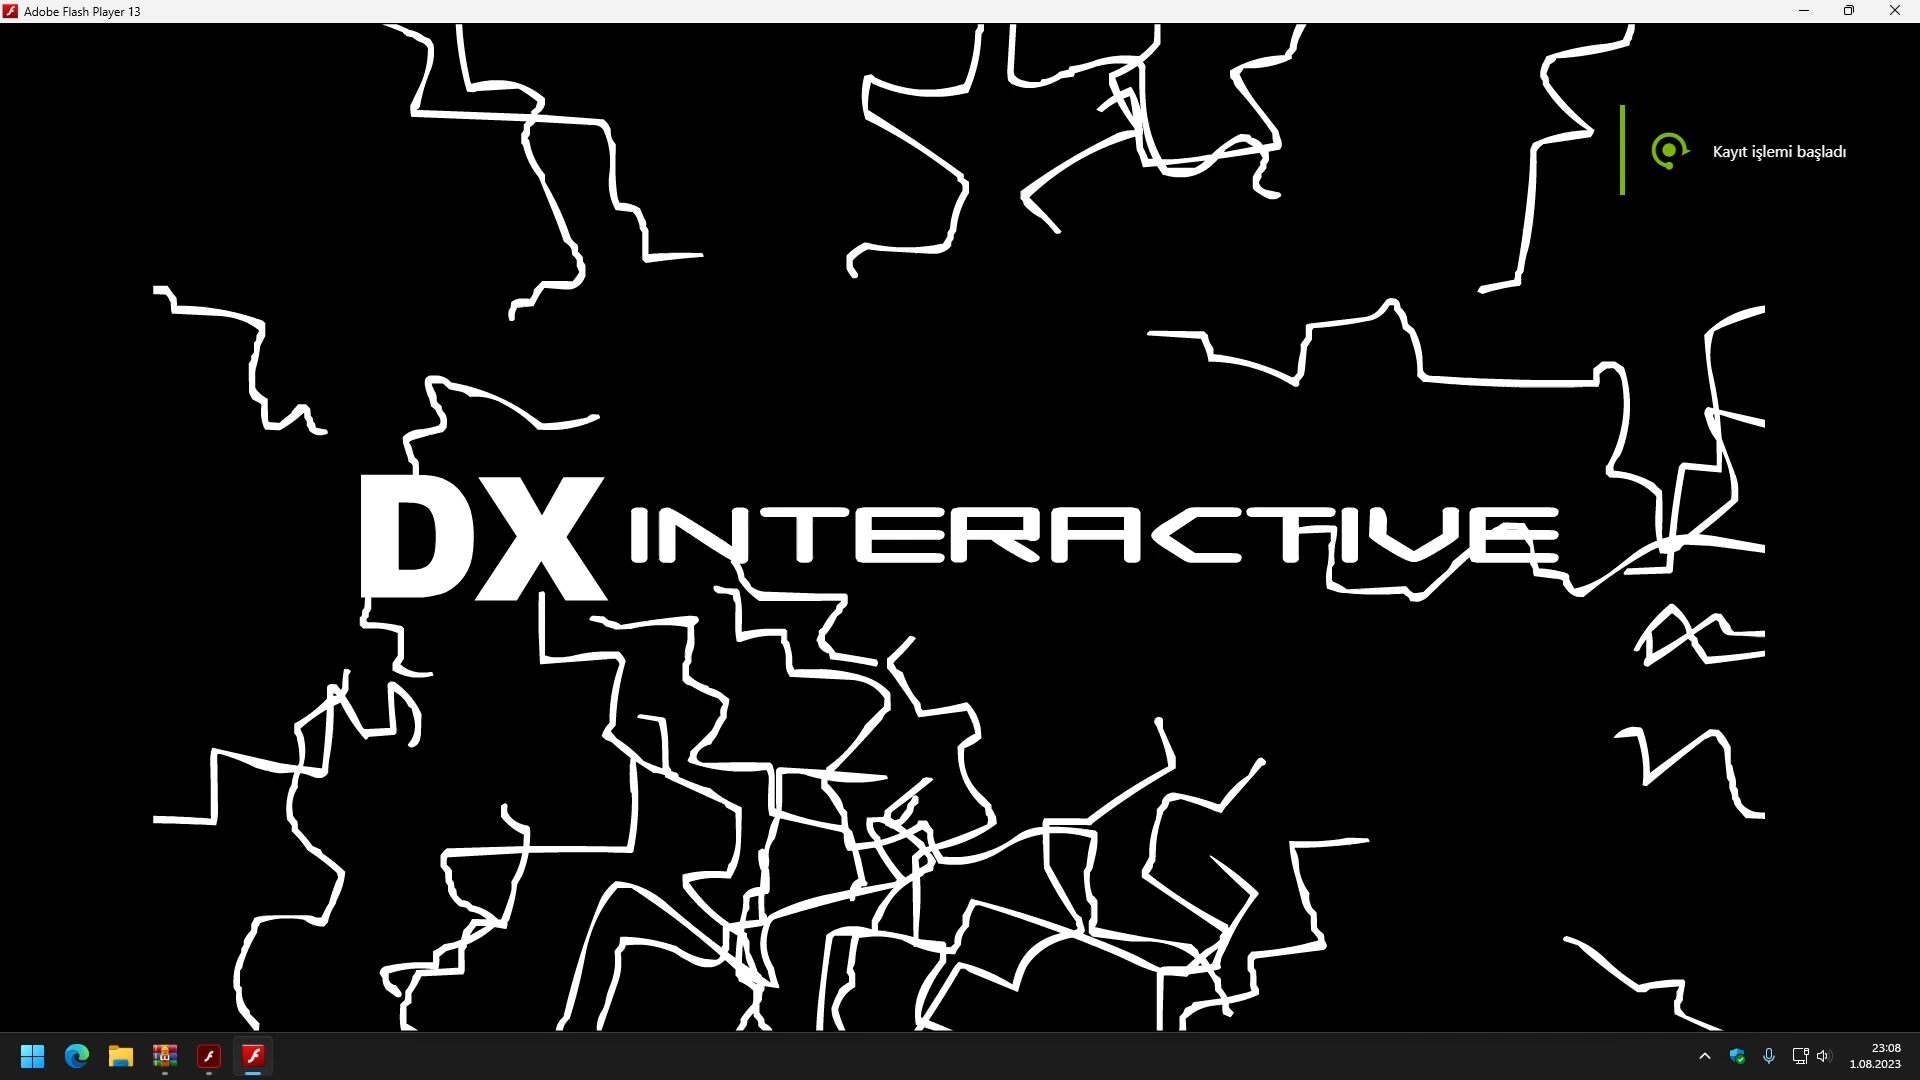 Adobe Flash Player 13
Kayıt işlemi başladı
DX INTERACTIVE
23:08
1.08.2023